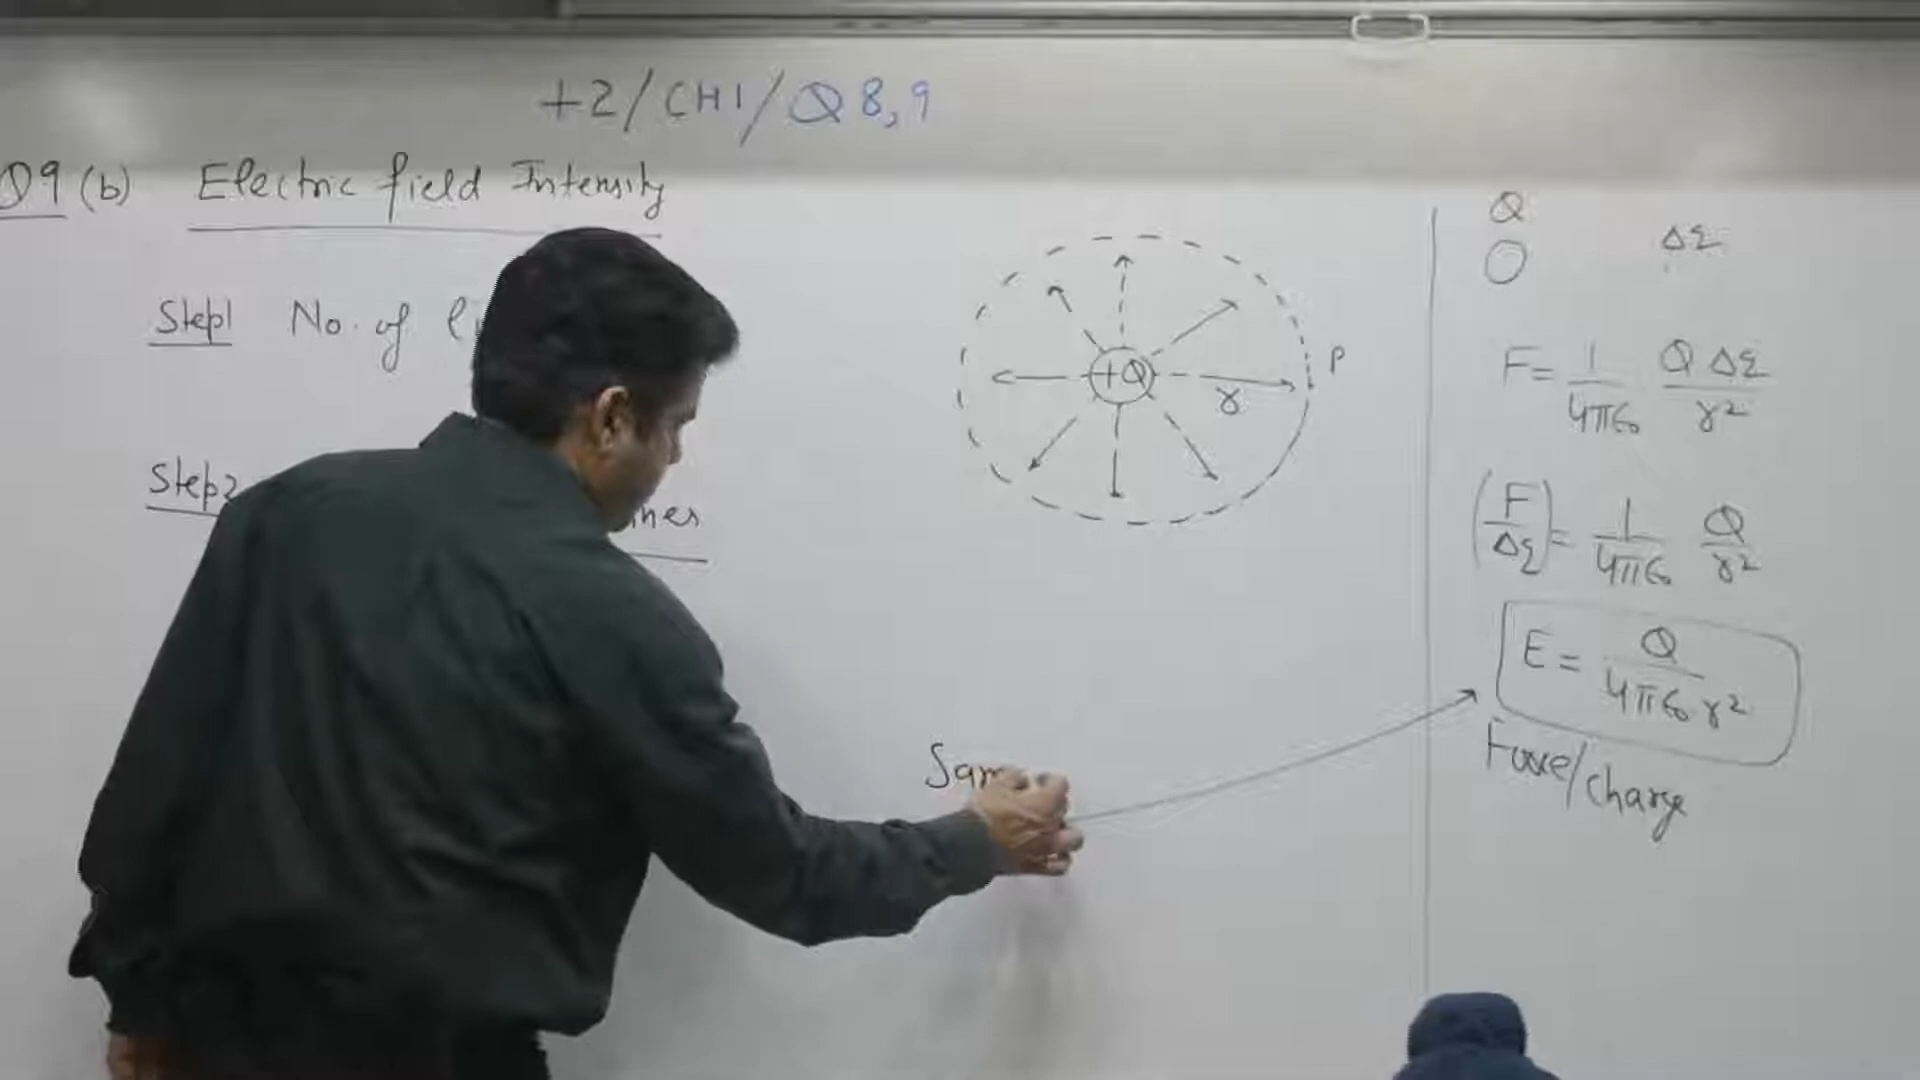 +2/CH1/Q8,9
Q9 (b) Electric field Intensity
Step1 No. of
Step2
+Q
r
P
Q
Δq
F = 1/4πε₀ QΔq/r²
(F/Δq) = 1/4πε₀ Q/r²
E = Q/4πε₀r²
Force/charge